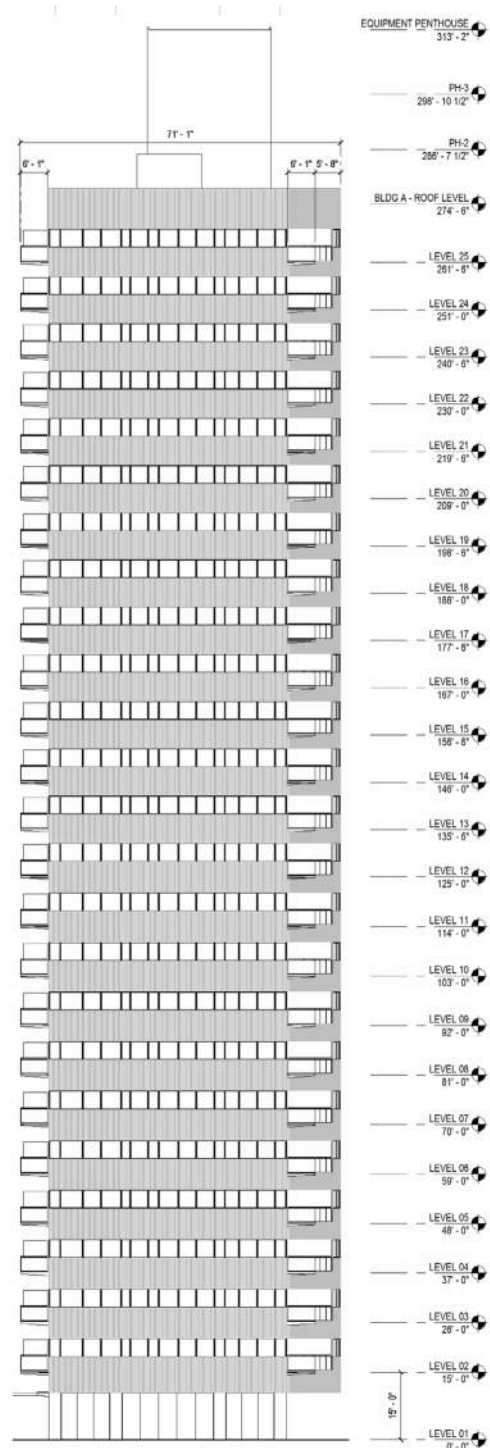 EQUIPMENT PENTHOUSE
313' - 2"
PH-3
298' - 10 1/2"
71' - 1"
PH-2
286' - 7 1/2"
6' - 1"
6' - 1"
5' - 8"
BLDG A - ROOF LEVEL
274' - 6"
LEVEL 25
261' - 6"
LEVEL 24
251' - 0"
LEVEL 23
240' - 6"
LEVEL 22
230' - 0"
LEVEL 21
219' - 6"
LEVEL 20
209' - 0"
LEVEL 19
198' - 6"
LEVEL 18
188' - 0"
LEVEL 17
177' - 6"
LEVEL 16
167' - 0"
LEVEL 15
156' - 6"
LEVEL 14
146' - 0"
LEVEL 13
135' - 6"
LEVEL 12
125' - 0"
LEVEL 11
114' - 0"
LEVEL 10
103' - 0"
LEVEL 09
92' - 0"
LEVEL 08
81' - 0"
LEVEL 07
70' - 0"
LEVEL 06
59' - 0"
LEVEL 05
48' - 0"
LEVEL 04
37' - 0"
LEVEL 03
26' - 0"
LEVEL 02
15' - 0"
15' - 0"
LEVEL 01
0' - 0"